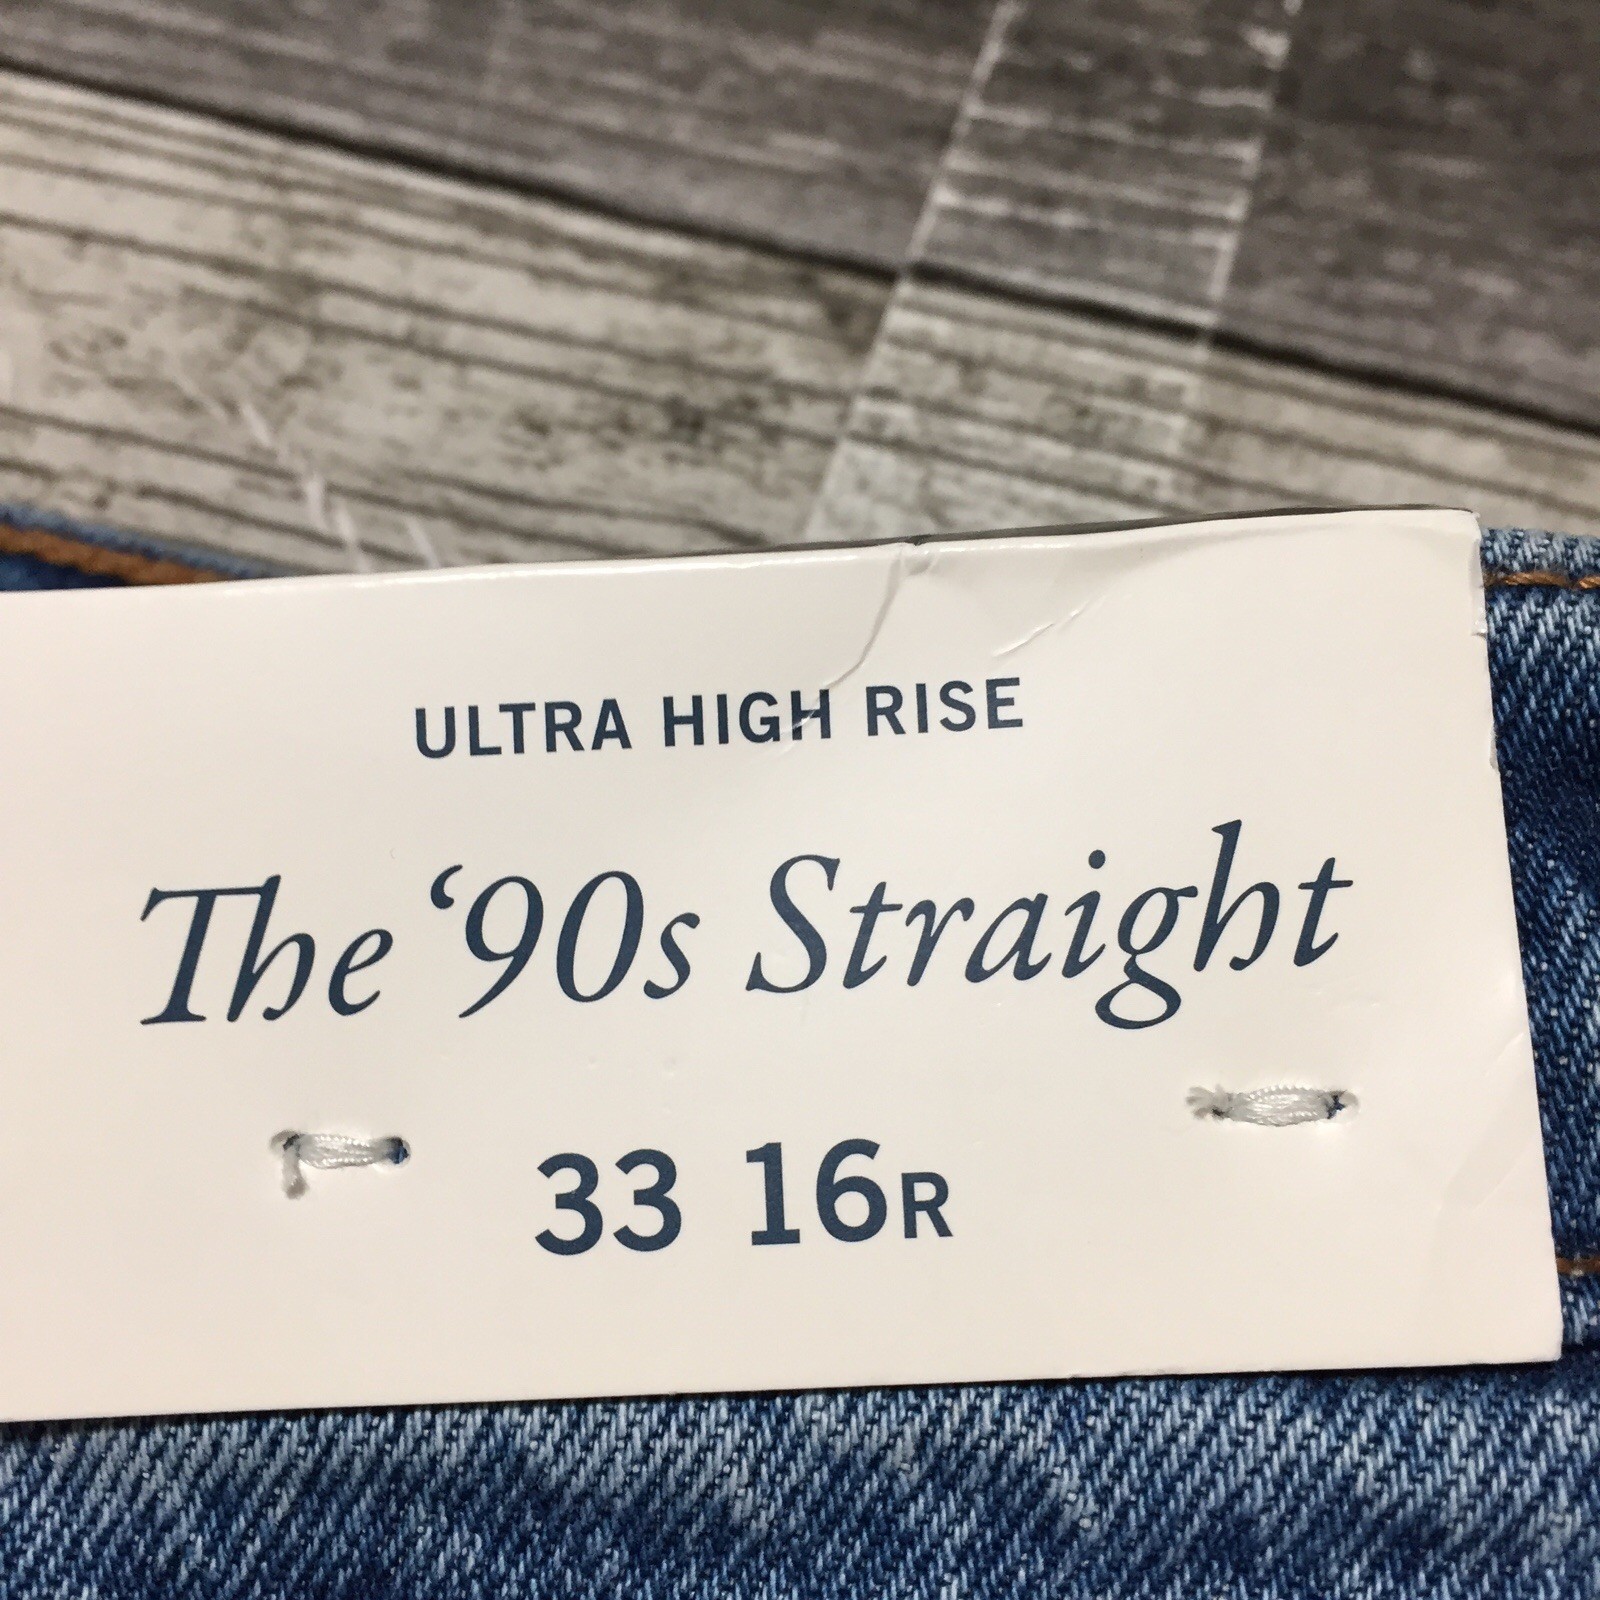 ULTRA HIGH RISE
The ‘90s Straight
33 16R